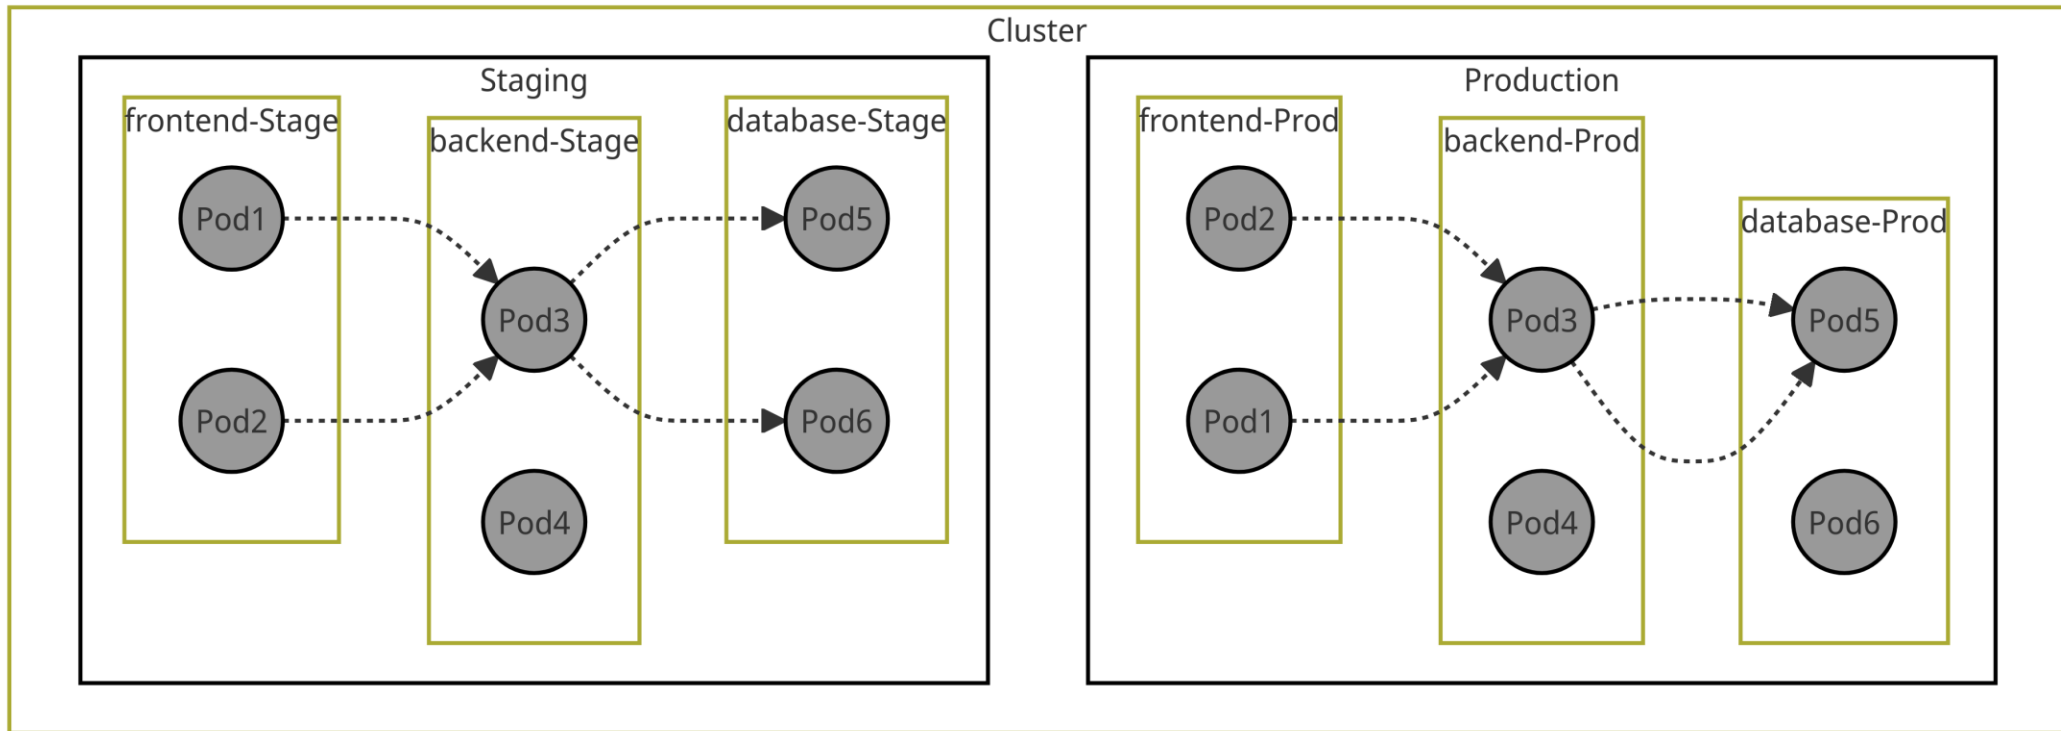 Cluster
Staging
frontend-Stage
Pod1
Pod2
backend-Stage
Pod3
Pod4
database-Stage
Pod5
Pod6
Production
frontend-Prod
Pod2
Pod1
backend-Prod
Pod3
Pod4
database-Prod
Pod5
Pod6